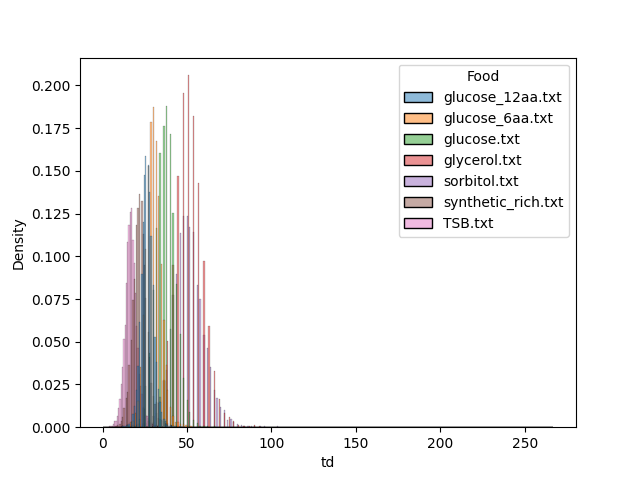 0.200
0.175
0.150
0.125
0.100
0.075
0.050
0.025
0.000
Density
0
50
100
150
200
250
td
Food
glucose_12aa.txt
glucose_6aa.txt
glucose.txt
glycerol.txt
sorbitol.txt
synthetic_rich.txt
TSB.txt